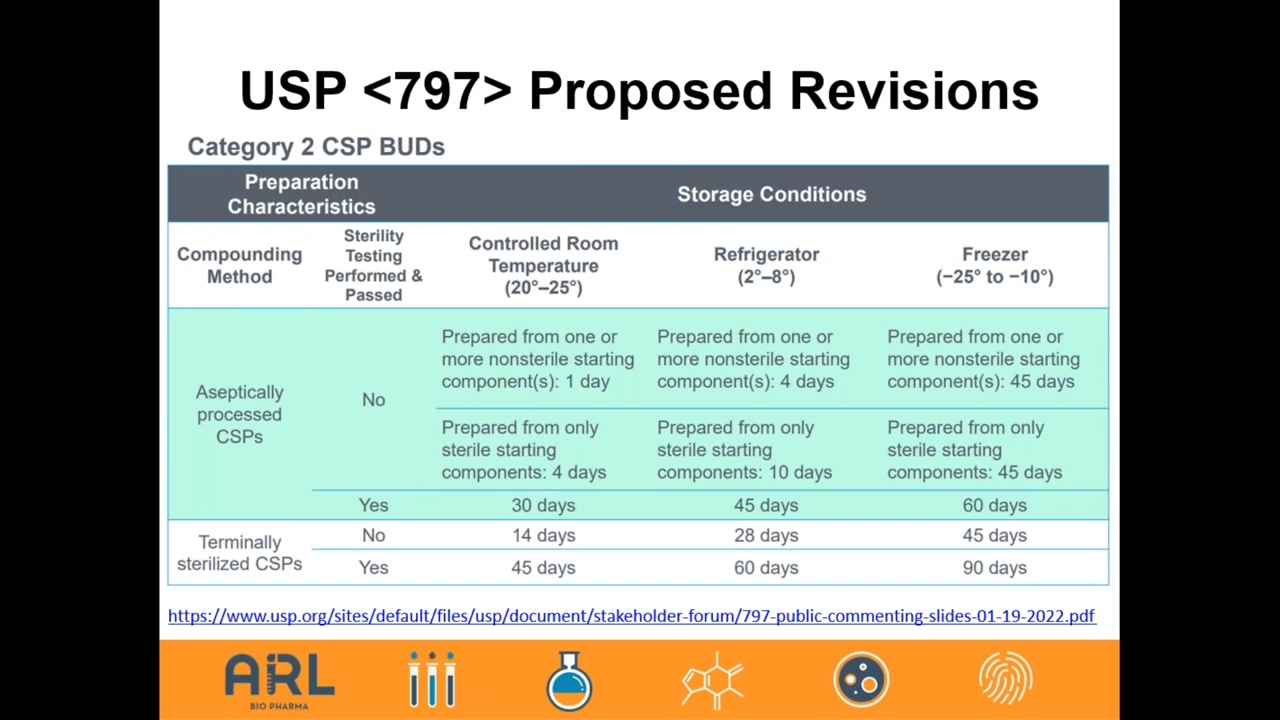 USP <797> Proposed Revisions
Category 2 CSP BUDs
Preparation
Characteristics
Storage Conditions
Compounding
Method
Sterility
Testing
Performed &
Passed
Controlled Room
Temperature
(20°–25°)
Refrigerator
(2°–8°)
Freezer
(−25° to −10°)
Aseptically
processed
CSPs
No
Prepared from one or
more nonsterile starting
component(s): 1 day
Prepared from one or
more nonsterile starting
component(s): 4 days
Prepared from one or
more nonsterile starting
component(s): 45 days
Prepared from only
sterile starting
components: 4 days
Prepared from only
sterile starting
components: 10 days
Prepared from only
sterile starting
components: 45 days
Yes
30 days
45 days
60 days
Terminally
sterilized CSPs
No
14 days
28 days
45 days
Yes
45 days
60 days
90 days
https://www.usp.org/sites/default/files/usp/document/stakeholder-forum/797-public-commenting-slides-01-19-2022.pdf
ARL
BIO PHARMA